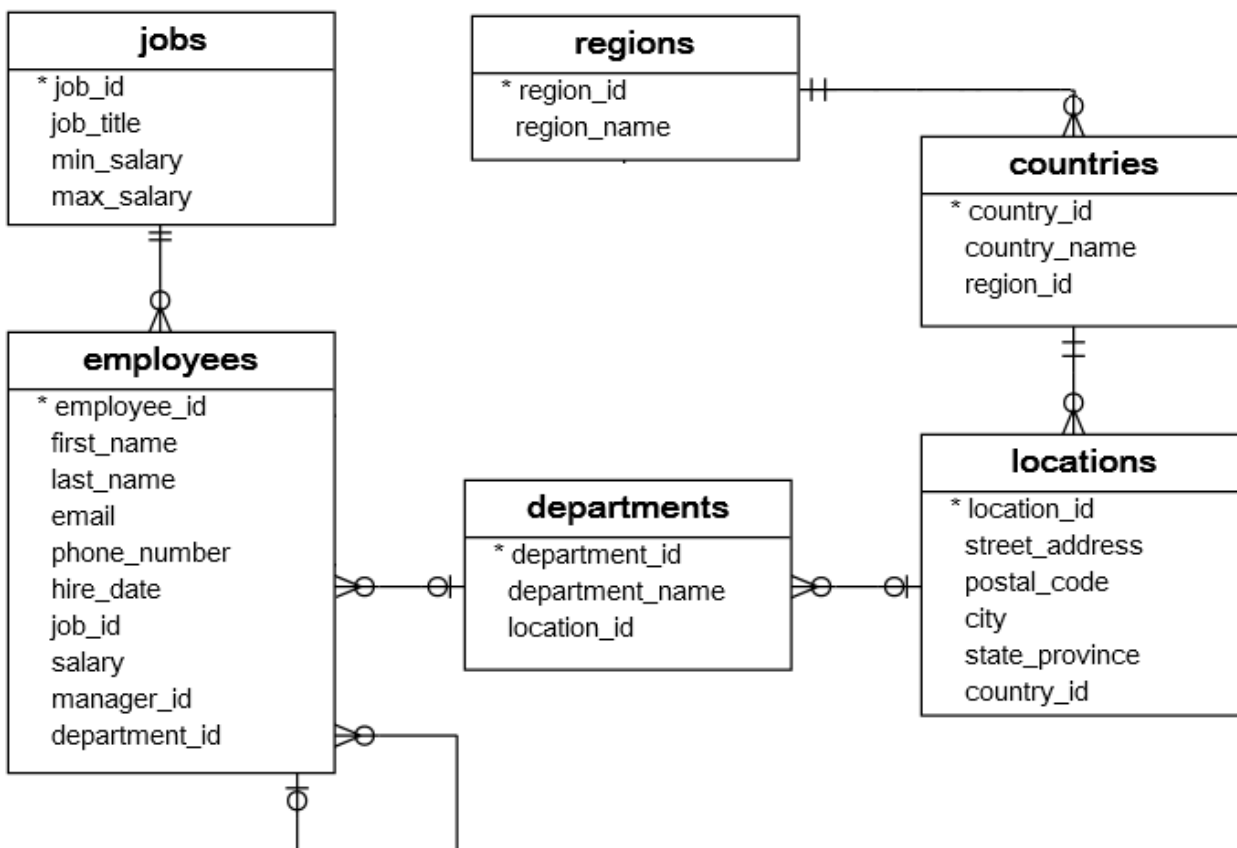 jobs
* job_id
job_title
min_salary
max_salary
regions
* region_id
region_name
countries
* country_id
country_name
region_id
employees
* employee_id
first_name
last_name
email
phone_number
hire_date
job_id
salary
manager_id
department_id
departments
* department_id
department_name
location_id
locations
* location_id
street_address
postal_code
city
state_province
country_id